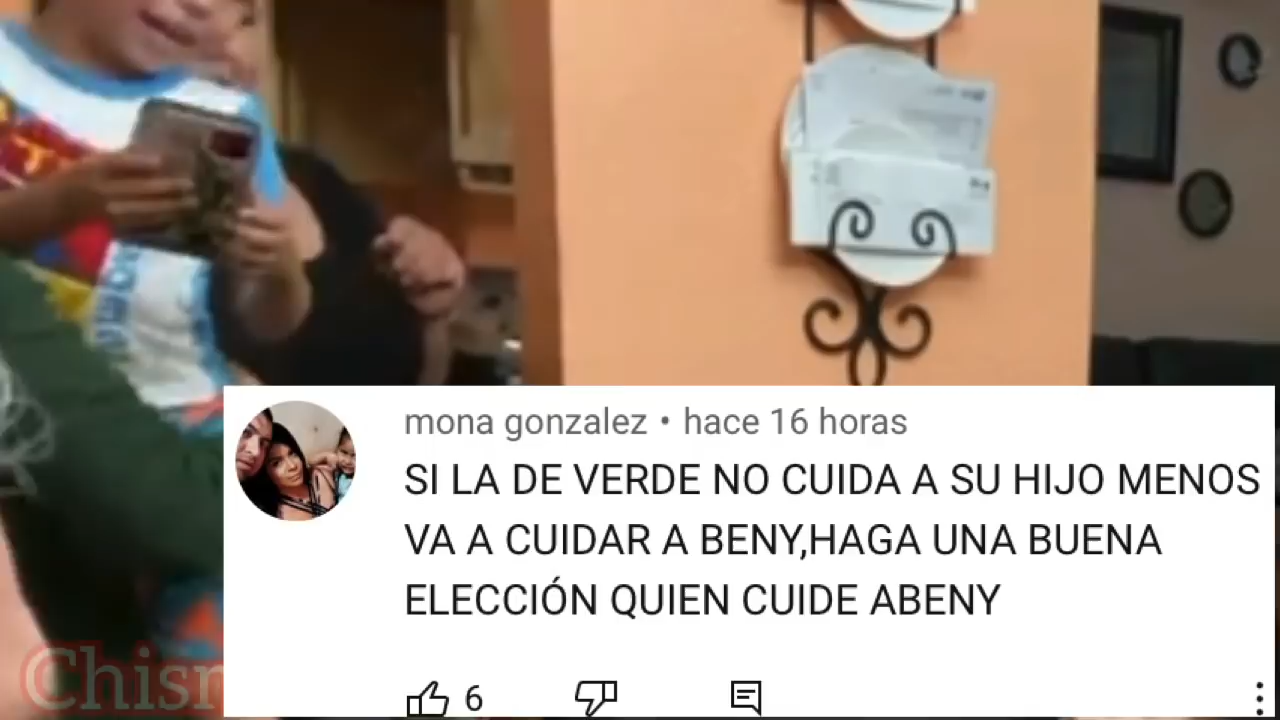 mona gonzalez • hace 16 horas
SI LA DE VERDE NO CUIDA A SU HIJO MENOS
VA A CUIDAR A BENY,HAGA UNA BUENA
ELECCIÓN QUIEN CUIDE ABENY
6
©Chism